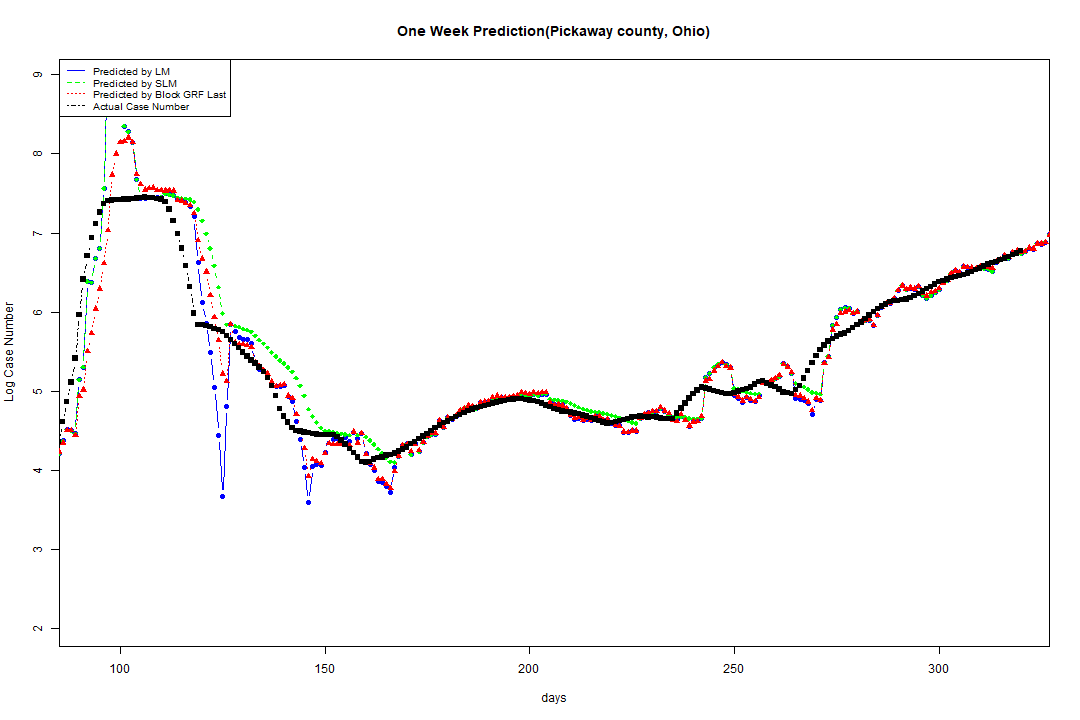 One Week Prediction(Pickaway county, Ohio)
Predicted by LM
Predicted by SLM
Predicted by Block GRF Last
Actual Case Number
Log Case Number
9
8
7
6
5
4
3
2
100 150 200 250 300
days